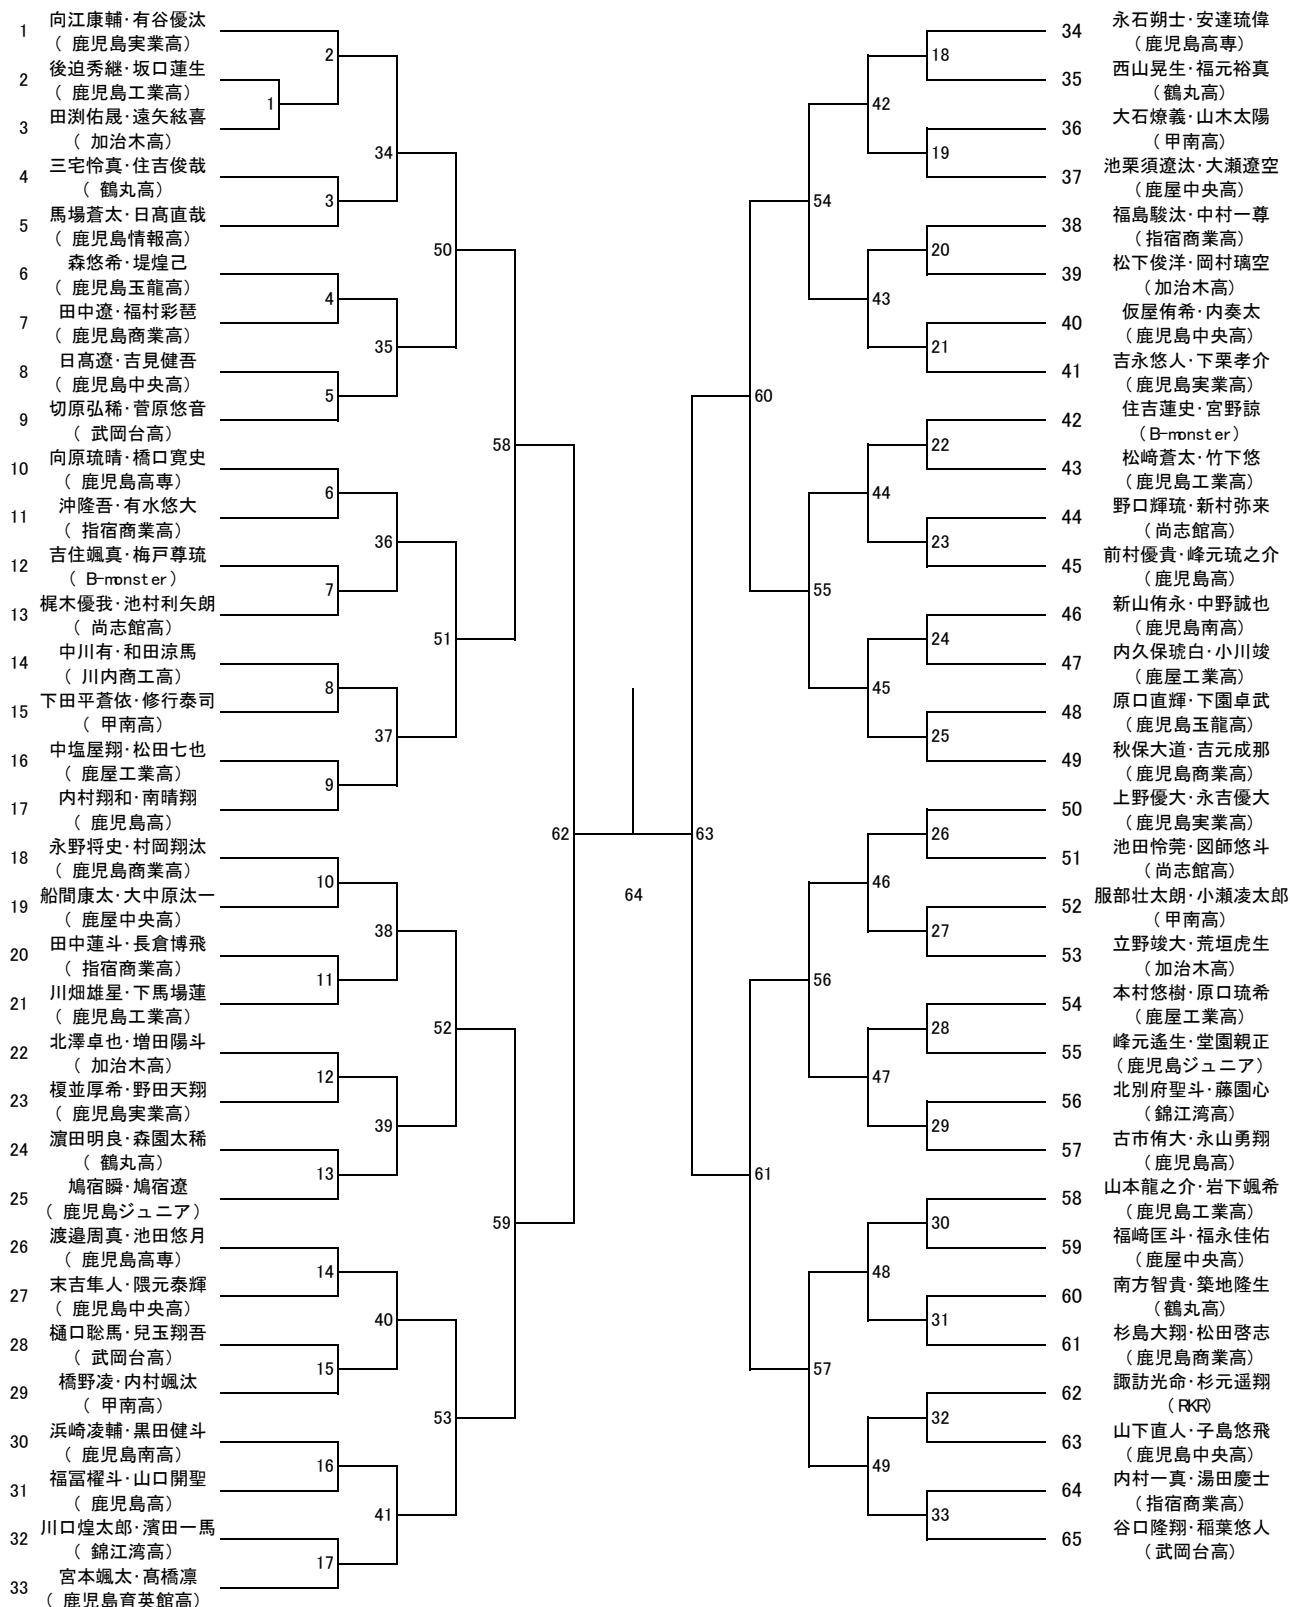 1 向江康輔・有谷優汰
( 鹿児島実業高)
2 後迫秀継・坂口蓮生
( 鹿児島工業高)
3 田渕佑晟・遠矢絃喜
( 加治木高)
4 三宅怜真・住吉俊哉
( 鶴丸高)
5 馬場蒼太・日髙直哉
( 鹿児島情報高)
6 森悠希・堤煌己
( 鹿児島玉龍高)
7 田中遼・福村彩琶
( 鹿児島商業高)
8 日髙遼・吉見健吾
( 鹿児島中央高)
9 切原弘稀・菅原悠音
( 武岡台高)
10 向原琉晴・橋口寛史
( 鹿児島高専)
11 沖隆吾・有水悠大
( 指宿商業高)
12 吉住颯真・梅戸尊琉
( B-monster)
13 梶木優我・池村利矢朗
( 尚志館高)
14 中川有・和田涼馬
( 川内商工高)
15 下田平蒼依・修行泰司
( 甲南高)
16 中塩屋翔・松田七也
( 鹿屋工業高)
17 内村翔和・南晴翔
( 鹿児島高)
18 永野将史・村岡翔汰
( 鹿児島商業高)
19 船間康太・大中原汰一
( 鹿屋中央高)
20 田中蓮斗・長倉博飛
( 指宿商業高)
21 川畑雄星・下馬場蓮
( 鹿児島工業高)
22 北澤卓也・増田陽斗
( 加治木高)
23 榎並厚希・野田天翔
( 鹿児島実業高)
24 濵田明良・森園太稀
( 鶴丸高)
25 鳩宿瞬・鳩宿遼
( 鹿児島ジュニア)
26 渡邉周真・池田悠月
( 鹿児島高専)
27 末吉隼人・隈元泰輝
( 鹿児島中央高)
28 樋口聡馬・兒玉翔吾
( 武岡台高)
29 橋野凌・内村颯汰
( 甲南高)
30 浜崎凌輔・黒田健斗
( 鹿児島南高)
31 福冨櫂斗・山口開聖
( 鹿児島高)
32 川口煌太郎・濱田一馬
( 錦江湾高)
33 宮本颯太・髙橋凛
( 鹿児島育英館高)
1
2
3
4
5
6
7
8
9
10
11
12
13
14
15
16
17
34
35
36
37
38
39
40
41
50
51
52
53
58
59
62
64
63
60
61
54
55
56
57
42
43
44
45
46
47
48
49
18
19
20
21
22
23
24
25
26
27
28
29
30
31
32
33
34 永石朔士・安達琉偉
(鹿児島高専)
35 西山晃生・福元裕真
(鶴丸高)
36 大石燎義・山木太陽
(甲南高)
37 池栗須遼汰・大瀬遼空
(鹿屋中央高)
38 福島駿汰・中村一尊
(指宿商業高)
39 松下俊洋・岡村璃空
(加治木高)
40 仮屋侑希・内奏太
(鹿児島中央高)
41 吉永悠人・下栗孝介
(鹿児島実業高)
42 住吉蓮史・宮野諒
(B-monster)
43 松﨑蒼太・竹下悠
(鹿児島工業高)
44 野口輝琉・新村弥来
(尚志館高)
45 前村優貴・峰元琉之介
(鹿児島高)
46 新山侑永・中野誠也
(鹿児島南高)
47 内久保琥白・小川竣
(鹿屋工業高)
48 原口直輝・下園卓武
(鹿児島玉龍高)
49 秋保大道・吉元成那
(鹿児島商業高)
50 上野優大・永吉優大
(鹿児島実業高)
51 池田怜莞・図師悠斗
(尚志館高)
52 服部壮太朗・小瀬凌太郎
(甲南高)
53 立野竣大・荒垣虎生
(加治木高)
54 本村悠樹・原口琉希
(鹿屋工業高)
55 峰元遙生・堂園親正
(鹿児島ジュニア)
56 北別府聖斗・藤園心
(錦江湾高)
57 古市侑大・永山勇翔
(鹿児島高)
58 山本龍之介・岩下颯希
(鹿児島工業高)
59 福﨑匡斗・福永佳佑
(鹿屋中央高)
60 南方智貴・築地隆生
(鶴丸高)
61 杉島大翔・松田啓志
(鹿児島商業高)
62 諏訪光命・杉元遥翔
(RKR)
63 山下直人・子島悠飛
(鹿児島中央高)
64 内村一真・湯田慶士
(指宿商業高)
65 谷口隆翔・稲葉悠人
(武岡台高)